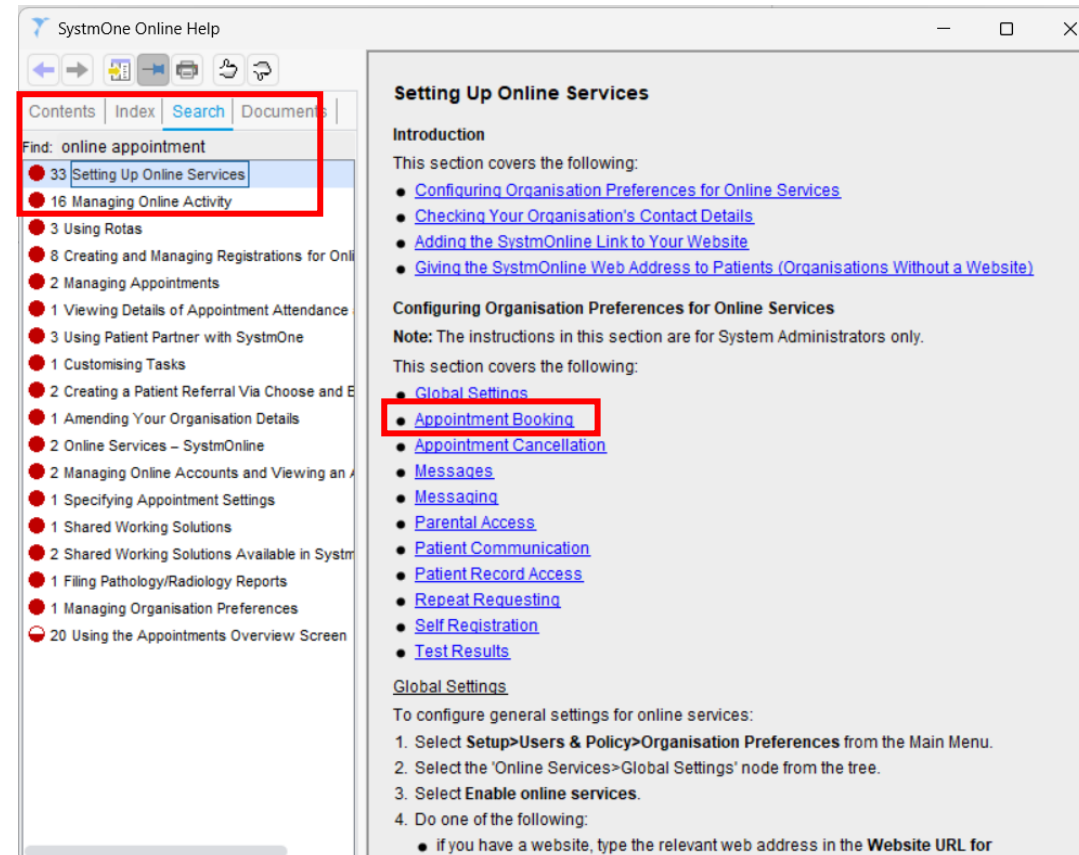 SystmOne Online Help
Contents Index Search Documents
Find: online appointment
33 Setting Up Online Services
16 Managing Online Activity
3 Using Rotas
8 Creating and Managing Registrations for Onli
2 Managing Appointments
1 Viewing Details of Appointment Attendance
3 Using Patient Partner with SystmOne
1 Customising Tasks
2 Creating a Patient Referral Via Choose and B
1 Amending Your Organisation Details
2 Online Services – SystmOnline
2 Managing Online Accounts and Viewing an
1 Specifying Appointment Settings
1 Shared Working Solutions
2 Shared Working Solutions Available in Systm
1 Filing Pathology/Radiology Reports
1 Managing Organisation Preferences
20 Using the Appointments Overview Screen
Setting Up Online Services
Introduction
This section covers the following:
Configuring Organisation Preferences for Online Services
Checking Your Organisation's Contact Details
Adding the SystmOnline Link to Your Website
Giving the SystmOnline Web Address to Patients (Organisations Without a Website)
Configuring Organisation Preferences for Online Services
Note: The instructions in this section are for System Administrators only.
This section covers the following:
Global Settings
Appointment Booking
Appointment Cancellation
Messages
Messaging
Parental Access
Patient Communication
Patient Record Access
Repeat Requesting
Self Registration
Test Results
Global Settings
To configure general settings for online services:
1. Select Setup>Users & Policy>Organisation Preferences from the Main Menu.
2. Select the 'Online Services>Global Settings' node from the tree.
3. Select Enable online services.
4. Do one of the following:
if you have a website, type the relevant web address in the Website URL for